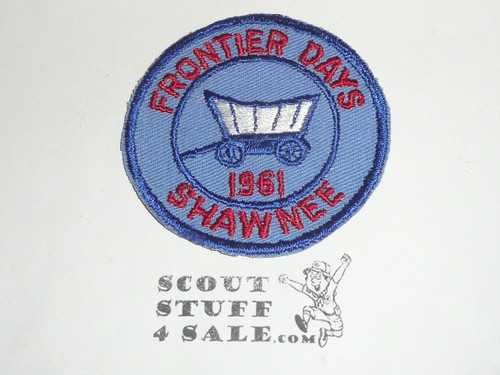 FRONTIER DAYS
1961
SHAWNEE
SCOUT
STUFF
4 SALE.COM